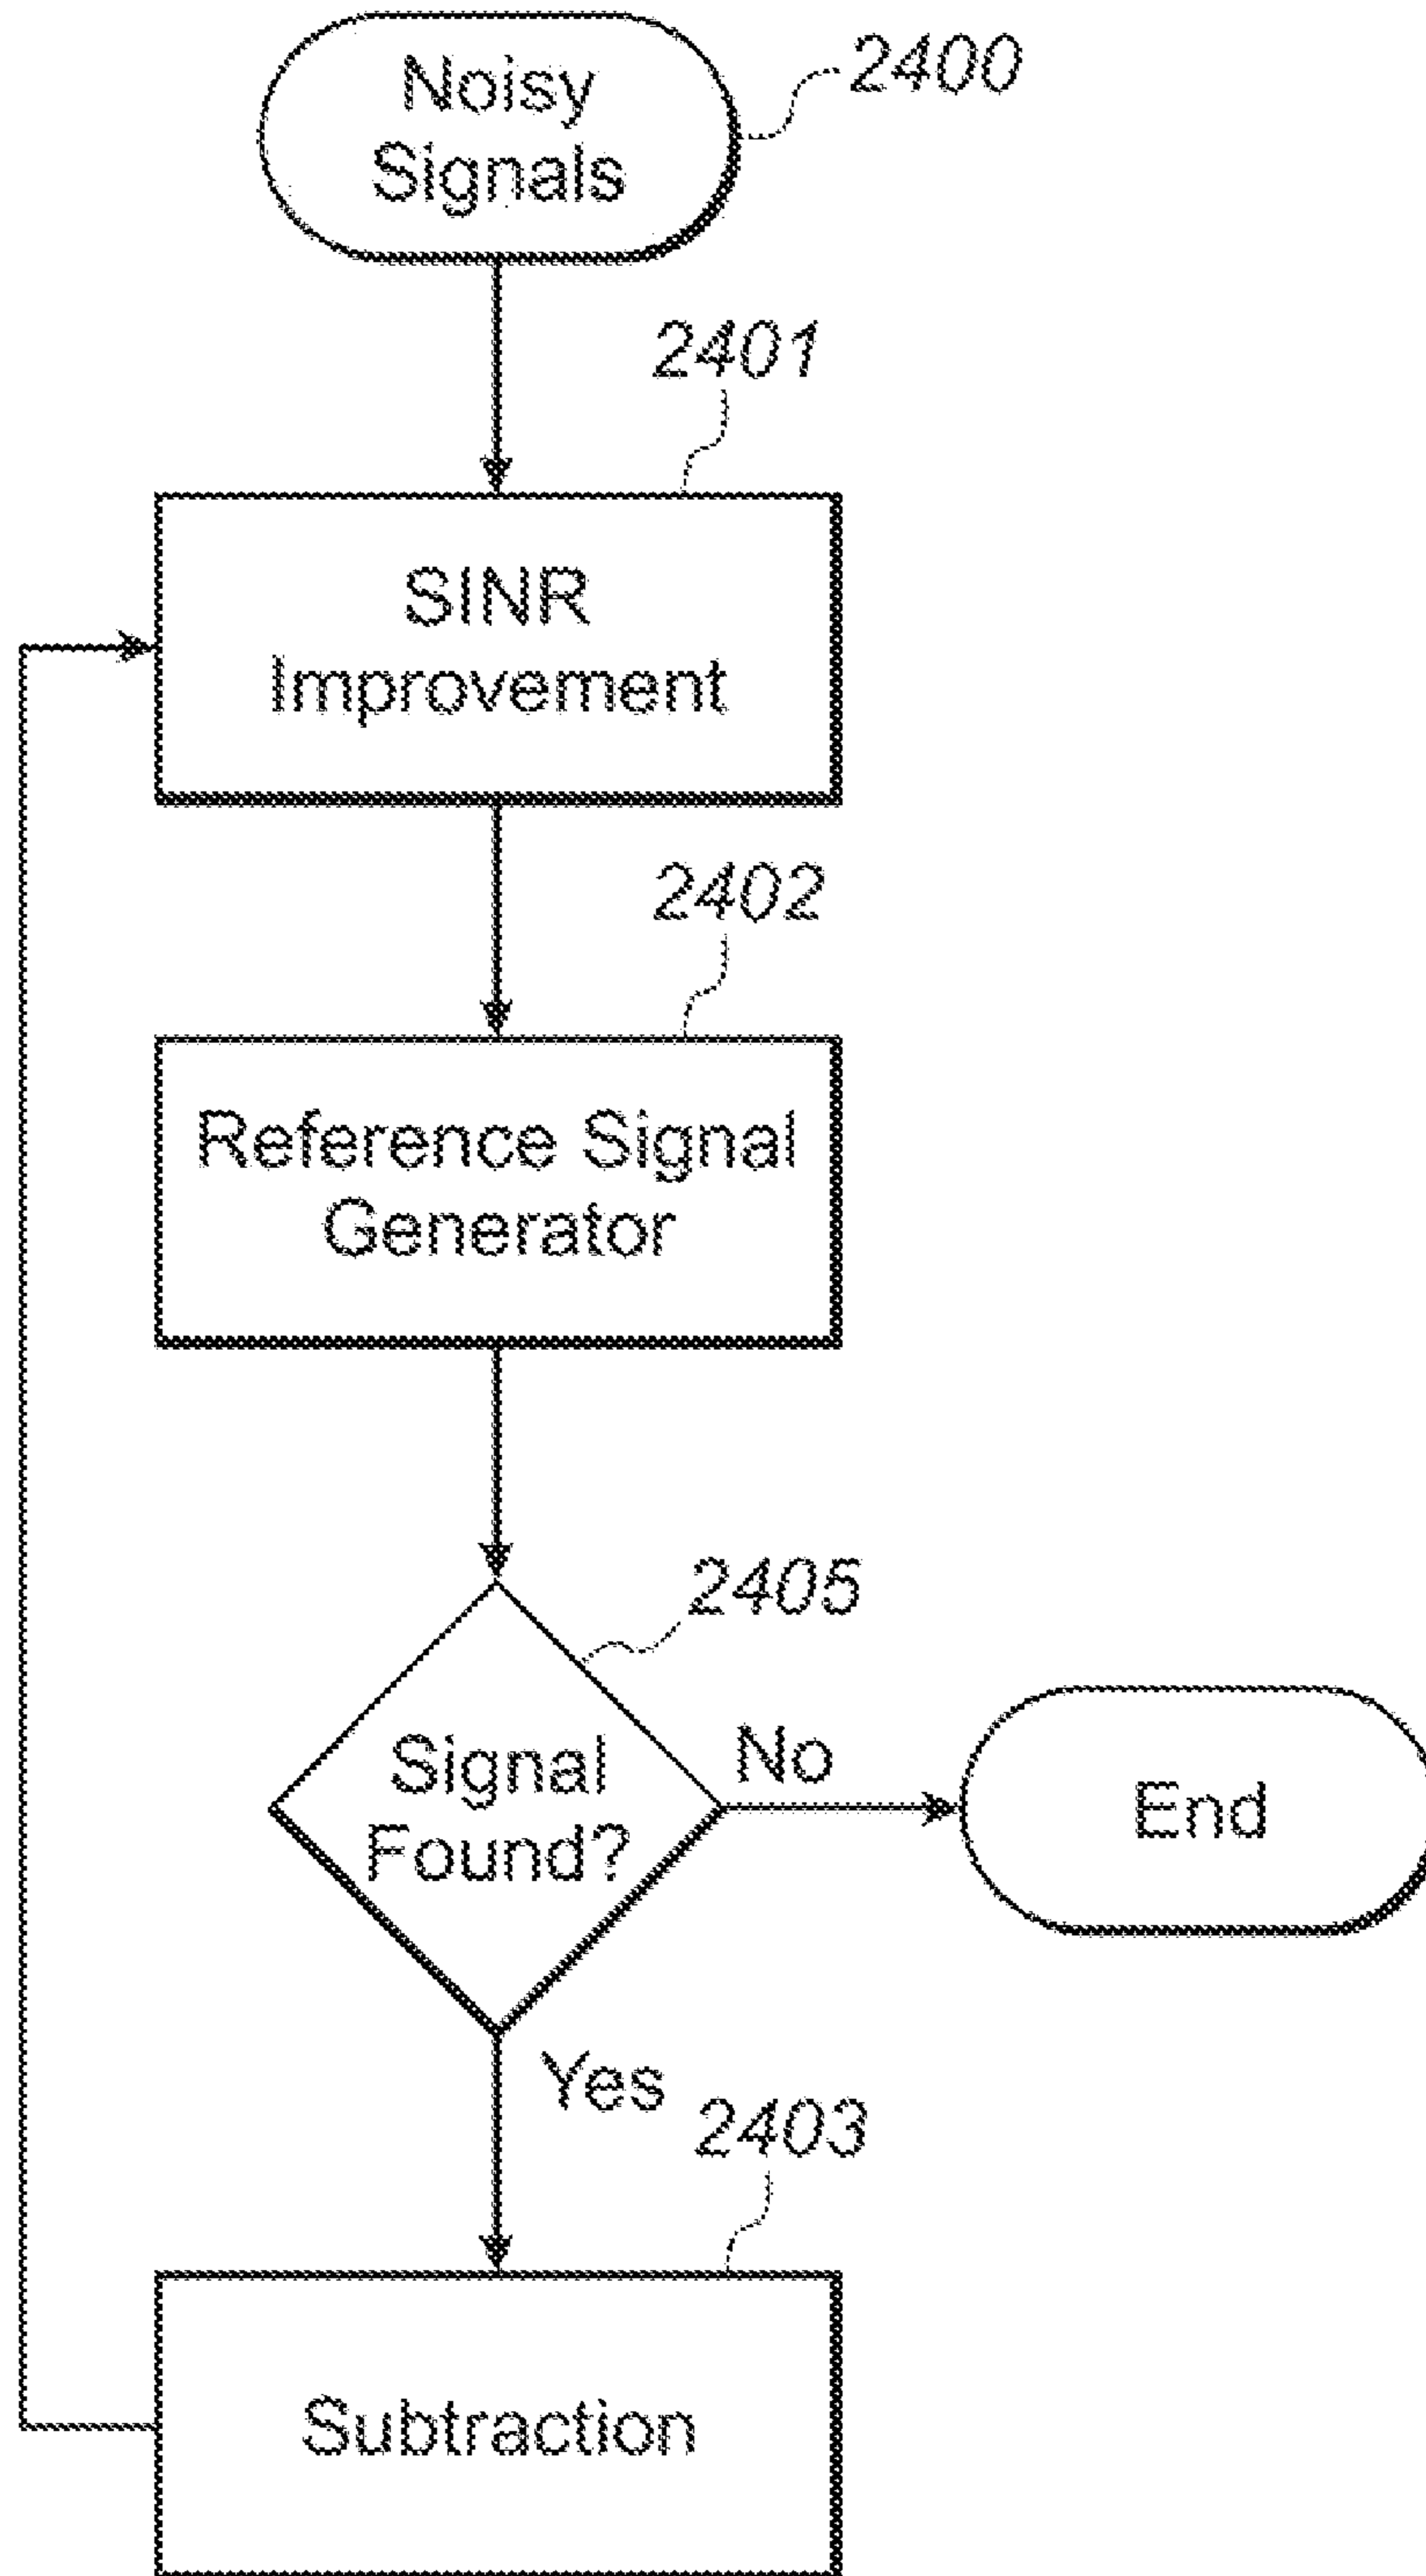 Noisy
Signals
2400
2401
SINR
Improvement
2402
Reference Signal
Generator
2405
Signal
Found?
No
End
Yes
2403
Subtraction